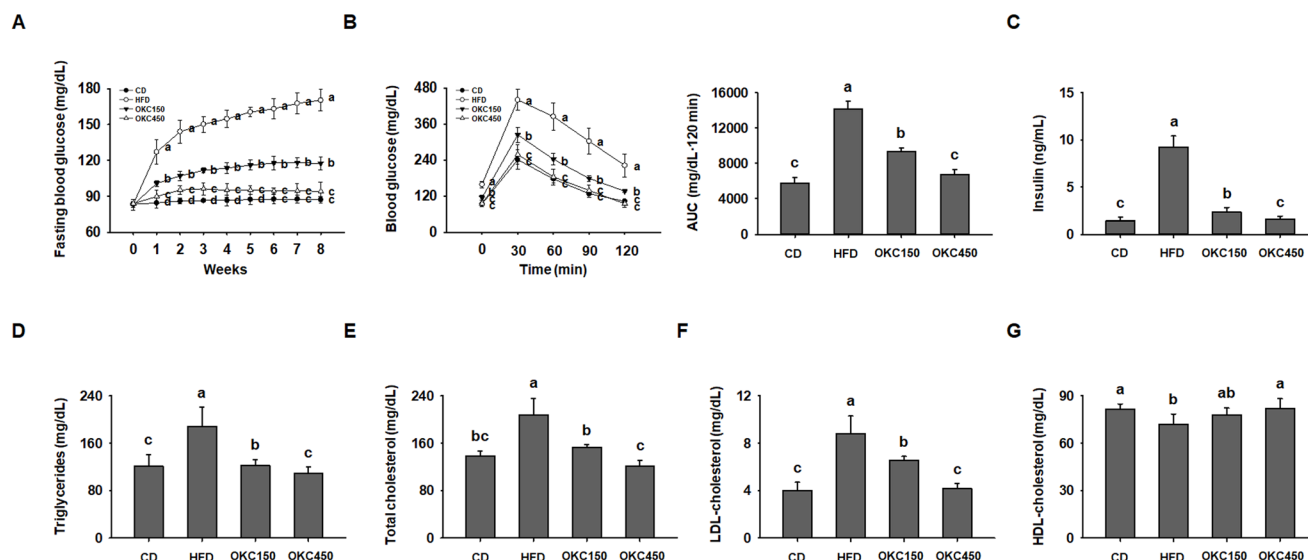 A
Fasting blood glucose (mg/dL)
180
150
120
90
60
CD
HFD
OKC150
OKC450
a a a a a a a a
b b b b b b b b
c c c c c c c c
d d d d d d d c
0 1 2 3 4 5 6 7 8
Weeks
B
Blood glucose (mg/dL)
480
360
240
120
0
CD
HFD
OKC150
OKC450
a a a a a
b b b b b
c c c c c
c c c c c
0 30 60 90 120
Time (min)
AUC (mg/dL·120 min)
16000
12000
8000
4000
0
c a b c
CD HFD OKC150 OKC450
C
Insulin (ng/mL)
15
10
5
0
c a c c
CD HFD OKC150 OKC450
D
Triglycerides (mg/dL)
240
160
80
0
c a b c
CD HFD OKC150 OKC450
E
Total cholesterol (mg/dL)
240
160
80
0
bc a b c
CD HFD OKC150 OKC450
F
LDL-cholesterol (mg/dL)
12
8
4
0
c a b c
CD HFD OKC150 OKC450
G
HDL-cholesterol (mg/dL)
90
60
30
0
a b ab a
CD HFD OKC150 OKC450